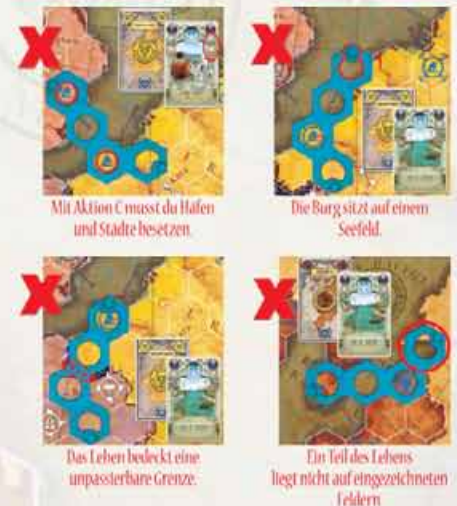 Mit Aktion C musst du Häfen
und Städte besetzen.
Die Burg sitzt auf einem
Seefeld.
Das Lehen bedeckt eine
unpassierbare Grenze.
Ein Teil des Lehens
liegt nicht auf eingezeichneten
Feldern